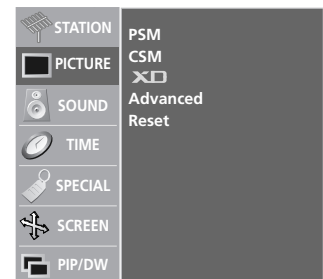 STATION
PICTURE
SOUND
TIME
SPECIAL
SCREEN
PIP/DW
PSM
CSM
XD
Advanced
Reset